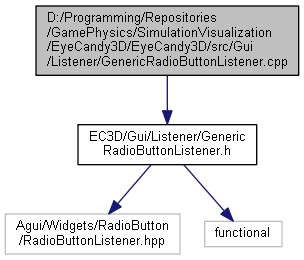 D:/Programming/Repositories
/GamePhysics/SimulationVisualization
/EyeCandy3D/EyeCandy3D/src/Gui
/Listener/GenericRadioButtonListener.cpp
EC3D/Gui/Listener/Generic
RadioButtonListener.h
Agui/Widgets/RadioButton
/RadioButtonListener.hpp
functional